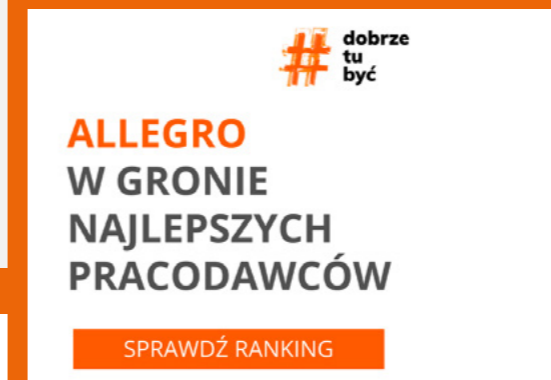 # dobrze
tu
być
ALLEGRO
W GRONIE
NAJLEPSZYCH
PRACODAWCÓW
SPRAWDŹ RANKING